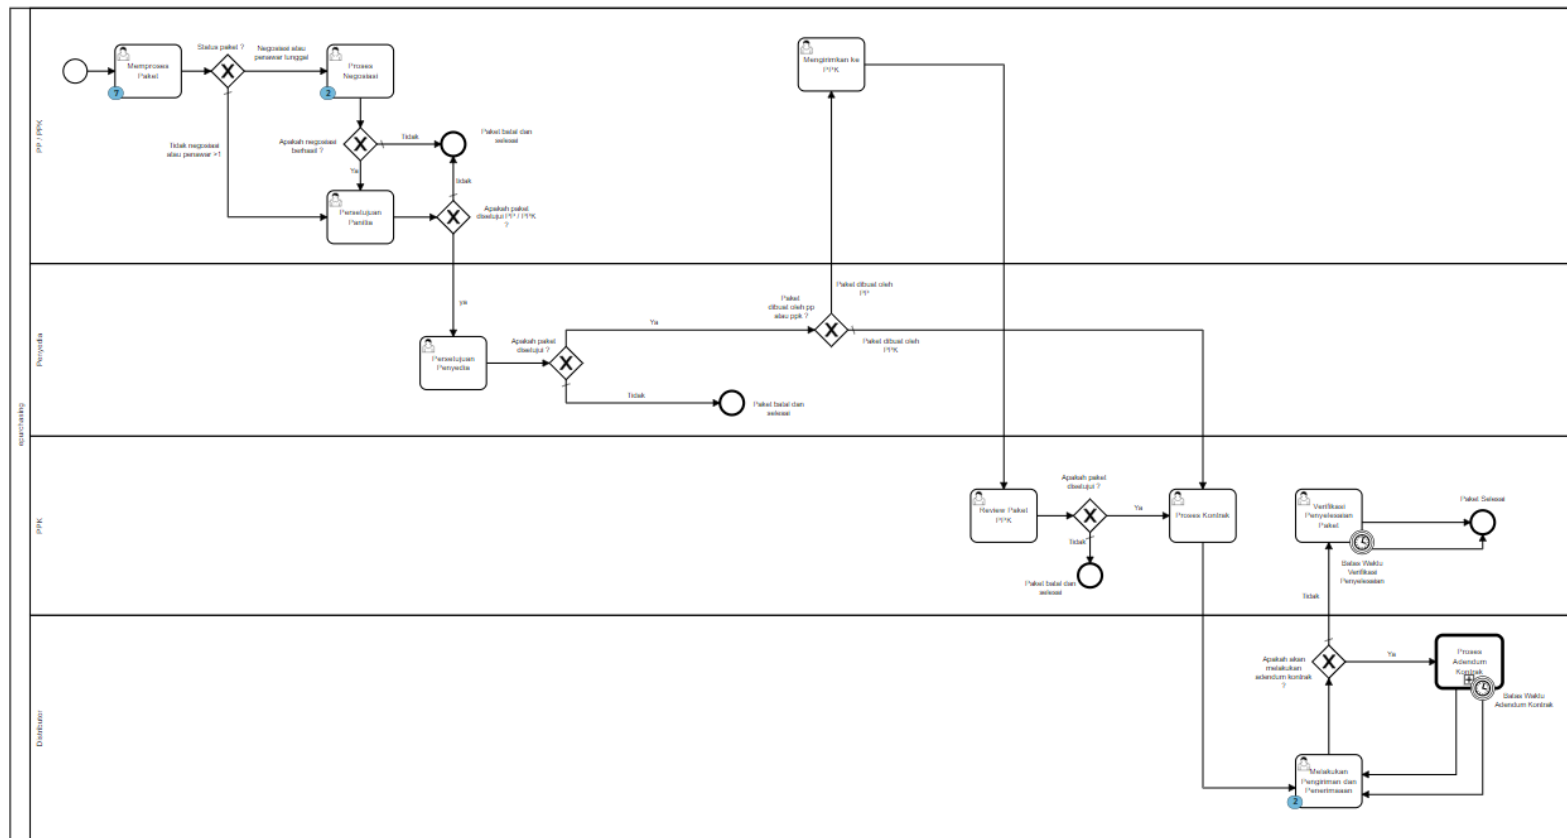 epurchasing
PP / PPK
Memproses
Paket
7
Status paket ?
Negosiasi atau
penawar tunggal
Proses
Negosiasi
2
Tidak negosiasi
atau penawar >1
Apakah negosiasi
berhasil ?
Tidak
Paket batal dan
selesai
Ya
tidak
Persetujuan
Panitia
Apakah paket
disetujui PP / PPK
?
Mengirimkan ke
PPK
Penyedia
ya
Persetujuan
Penyedia
Apakah paket
disetujui ?
Ya
Tidak
Paket batal dan
selesai
Paket
dibuat oleh pp
atau ppk ?
Paket dibuat oleh
PP
Paket dibuat oleh
PPK
PPK
Review Paket
PPK
Apakah paket
disetujui ?
Ya
Tidak
Paket batal dan
selesai
Proses Kontrak
Verifikasi
Penyelesaian
Paket
Paket Selesai
Batas Waktu
Verifikasi
Penyelesaian
Tidak
Distributor
Apakah akan
melakukan
adendum kontrak
?
Ya
Proses
Adendum
Kontrak
Batas Waktu
Adendum Kontrak
Melakukan
Pengiriman dan
Penerimaaan
2